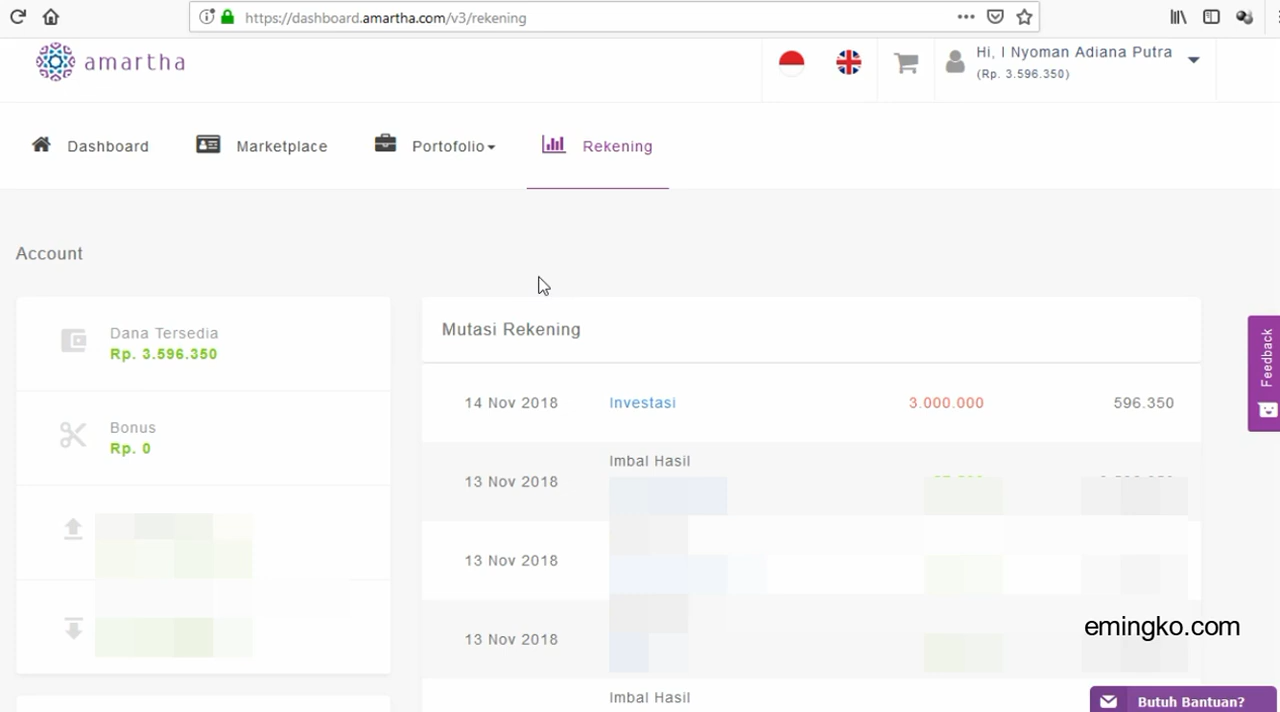 https://dashboard.amartha.com/v3/rekening
amartha
Hi, I Nyoman Adiana Putra
(Rp. 3.596.350)
Dashboard
Marketplace
Portofolio
Rekening
Account
Dana Tersedia
Rp. 3.596.350
Bonus
Rp. 0
Mutasi Rekening
14 Nov 2018 Investasi 3.000.000 596.350
Imbal Hasil
13 Nov 2018
13 Nov 2018
13 Nov 2018
Imbal Hasil
Feedback
emingko.com
Butuh Bantuan?